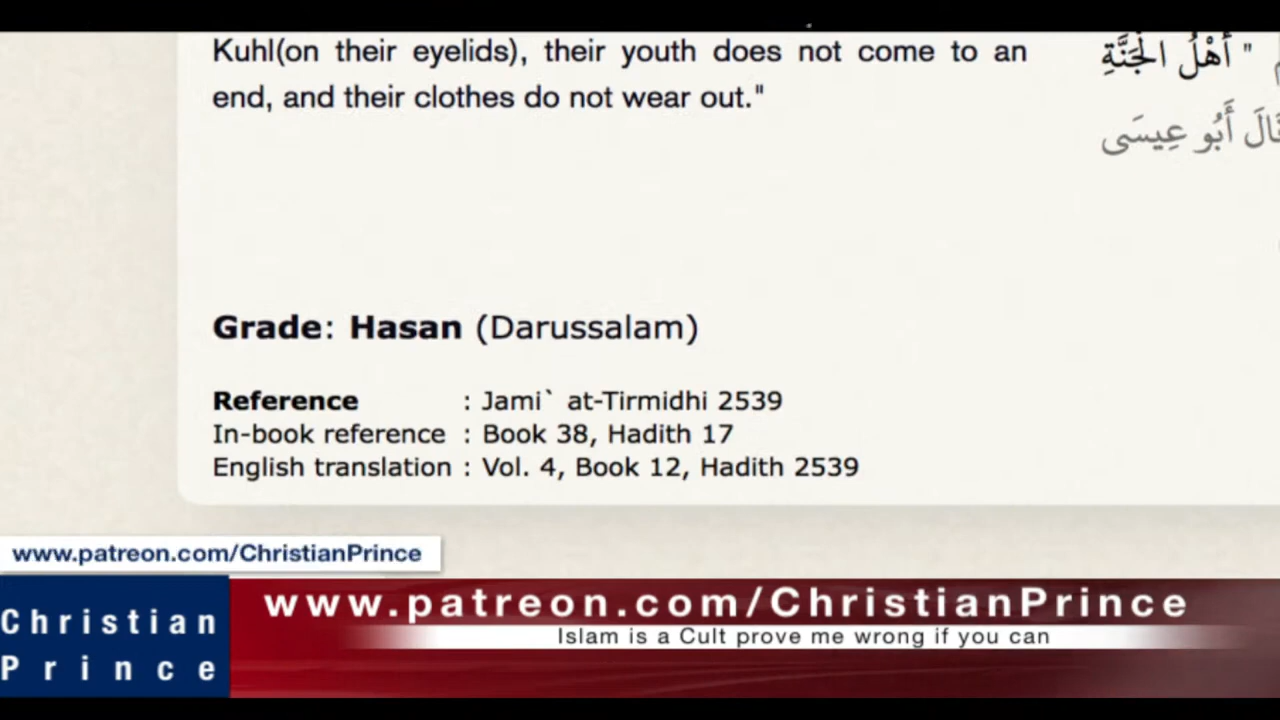 Kuhl(on their eyelids), their youth does not come to an
end, and their clothes do not wear out."
" أَهْلُ الْجَنَّةِ
قَالَ أَبُو عِيسَى
Grade: Hasan (Darussalam)
Reference : Jami` at-Tirmidhi 2539
In-book reference : Book 38, Hadith 17
English translation : Vol. 4, Book 12, Hadith 2539
www.patreon.com/ChristianPrince
Christian
Prince
www.patreon.com/ChristianPrince
Islam is a Cult prove me wrong if you can